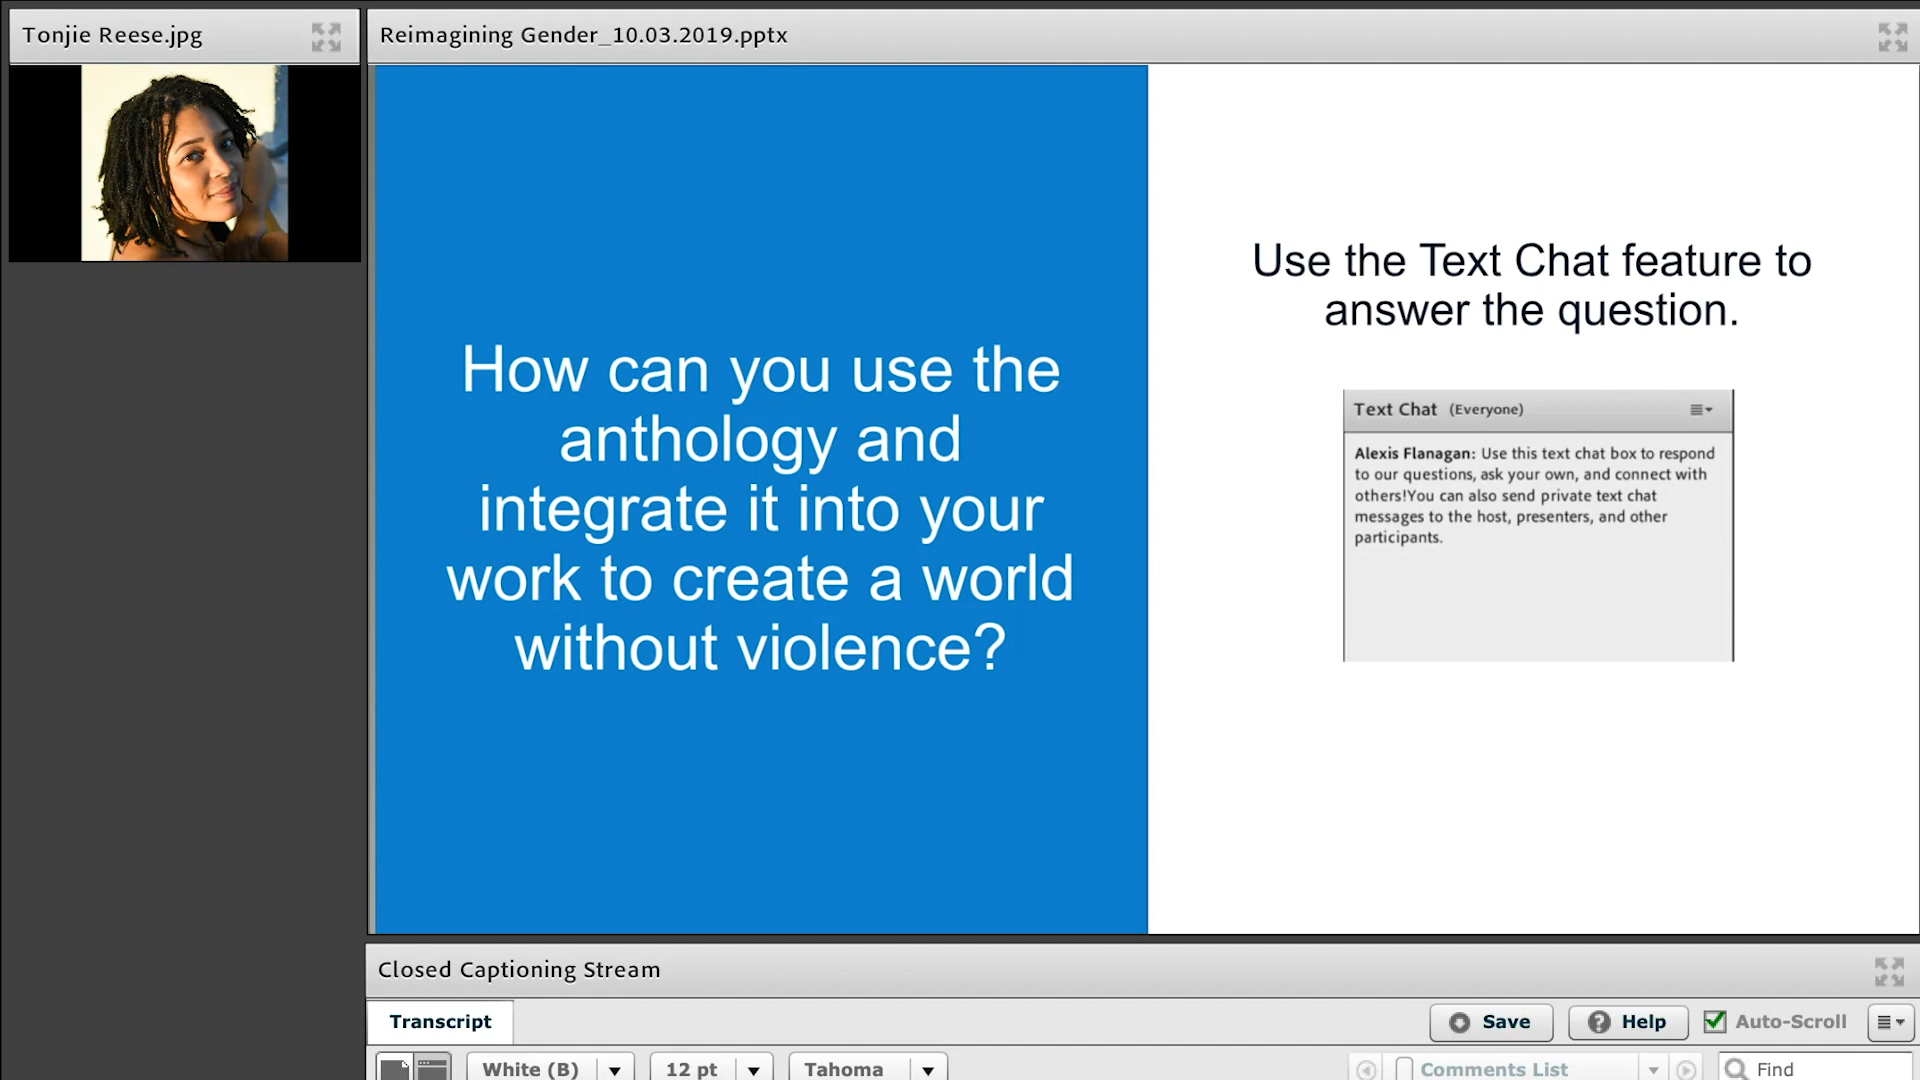 Tonjie Reese.jpg
Reimagining Gender_10.03.2019.pptx
How can you use the
anthology and
integrate it into your
work to create a world
without violence?
Use the Text Chat feature to
answer the question.
Text Chat (Everyone)
Alexis Flanagan: Use this text chat box to respond
to our questions, ask your own, and connect with
others!You can also send private text chat
messages to the host, presenters, and other
participants.
Closed Captioning Stream
Transcript
Save
Help
Auto-Scroll
White (B)
12 pt
Tahoma
Comments List
Find